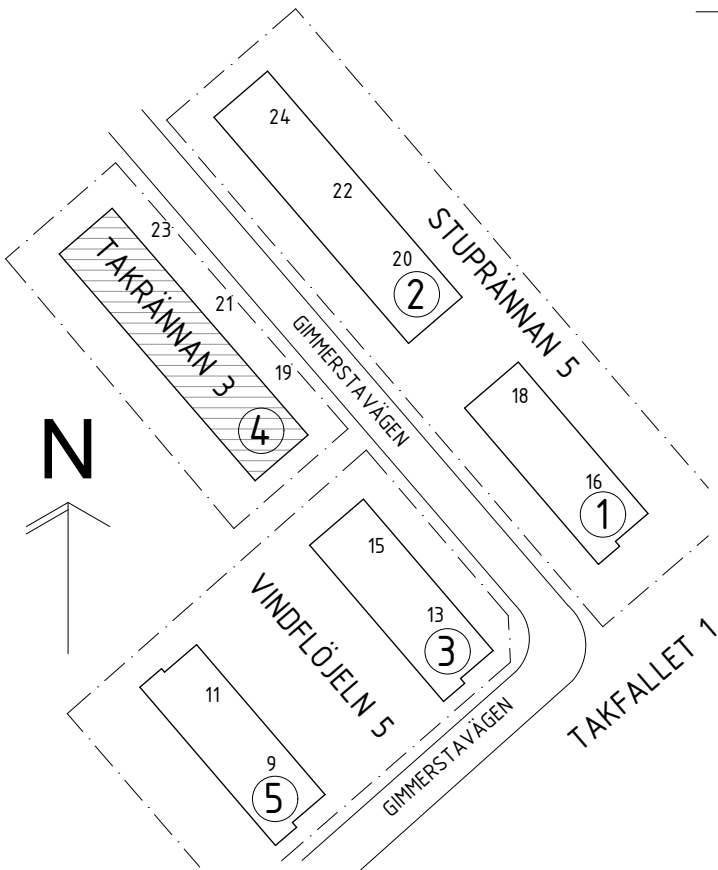 24
22
20
2
STUPRÄNNAN 5
23
21
19
TAKRÄNNAN 3
4
GIMMERSTAVÄGEN
18
16
1
N
15
13
3
VINDFLÖJELN 5
11
9
5
GIMMERSTAVÄGEN
TAKFALLET 1